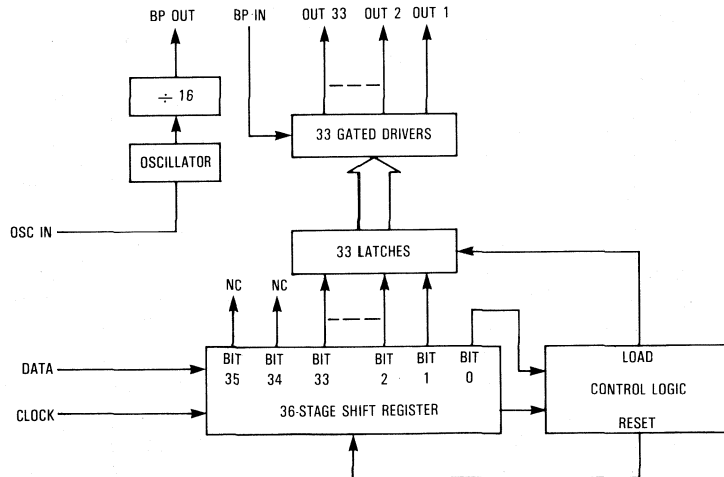 BP OUT
BP IN
OUT 33
OUT 2
OUT 1
÷ 16
33 GATED DRIVERS
OSCILLATOR
OSC IN
33 LATCHES
NC
NC
BIT 35
BIT 34
BIT 33
BIT 2
BIT 1
BIT 0
LOAD
DATA
CONTROL LOGIC
CLOCK
36-STAGE SHIFT REGISTER
RESET